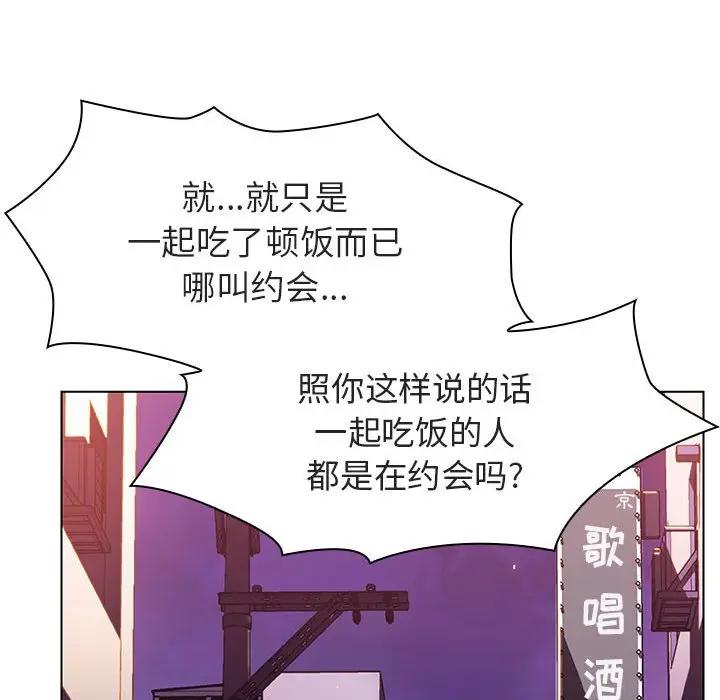 就...就只是
一起吃了顿饭而已
哪叫约会...
照你这样说的话
一起吃饭的人
都是在约会吗?
京
歌唱酒